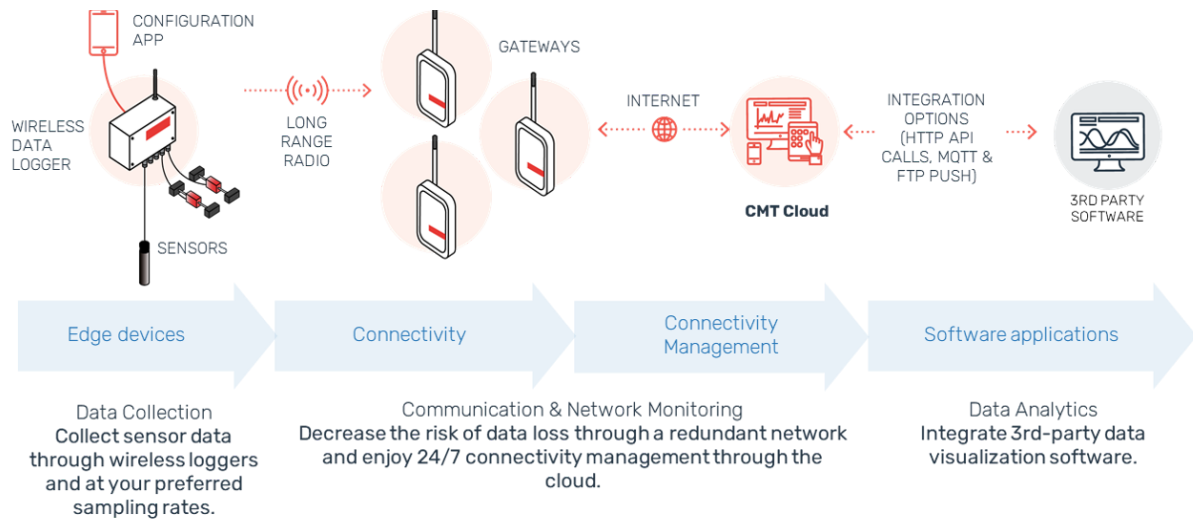 CONFIGURATION
APP
WIRELESS
DATA
LOGGER
SENSORS
LONG
RANGE
RADIO
GATEWAYS
INTERNET
CMT Cloud
INTEGRATION
OPTIONS
(HTTP API
CALLS, MQTT &
FTP PUSH)
3RD PARTY
SOFTWARE
Edge devices
Connectivity
Connectivity
Management
Software applications
Data Collection
Collect sensor data
through wireless loggers
and at your preferred
sampling rates.
Communication & Network Monitoring
Decrease the risk of data loss through a redundant network
and enjoy 24/7 connectivity management through the
cloud.
Data Analytics
Integrate 3rd-party data
visualization software.